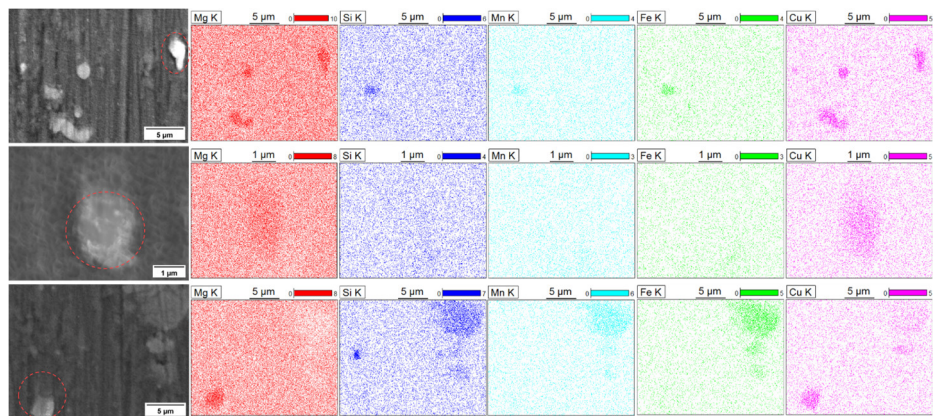 Mg K 5 µm 0 10
Si K 5 µm 0 6
Mn K 5 µm 0 4
Fe K 5 µm 0 4
Cu K 5 µm 0 5
5 µm
Mg K 1 µm 0 8
Si K 1 µm 0 4
Mn K 1 µm 0 3
Fe K 1 µm 0 3
Cu K 1 µm 0 5
1 µm
Mg K 5 µm 0 8
Si K 5 µm 0 7
Mn K 5 µm 0 6
Fe K 5 µm 0 5
Cu K 5 µm 0 5
5 µm